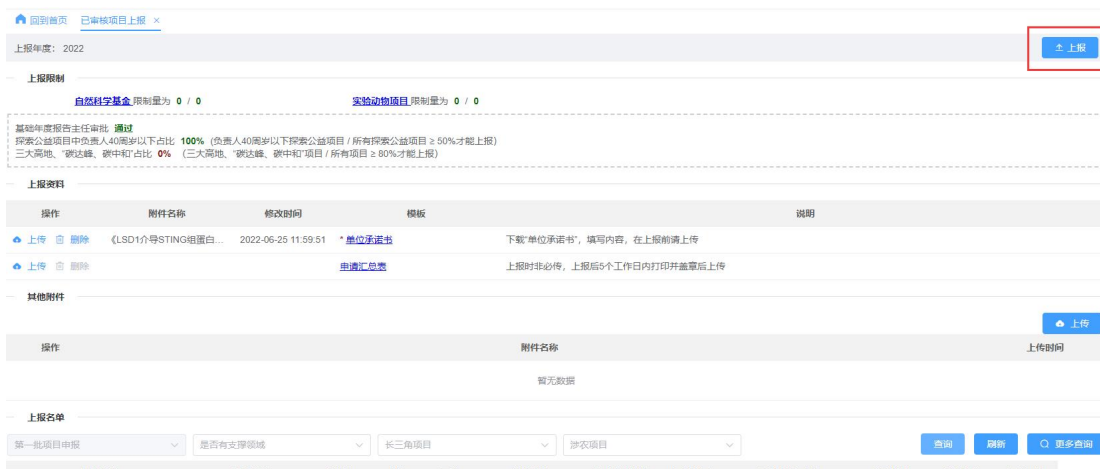 回到首页 已审核项目上报 ×
上报年度: 2022 上报
上报限制
自然科学基金 限制量为 0 / 0 实验动物项目 限制量为 0 / 0
基础年度报告主任审批 通过
探索公益项目中负责人40周岁以下占比 100% (负责人40周岁以下探索公益项目 / 所有探索公益项目 ≥ 50%才能上报)
三大高地、"碳达峰、碳中和"占比 0% (三大高地、"碳达峰、碳中和"项目 / 所有项目 ≥ 80%才能上报)
上报资料
操作 附件名称 修改时间 模板 说明
上传 删除 《LSD1介导STING组蛋白... 2022-06-25 11:59:51 * 单位承诺书 下载"单位承诺书", 填写内容, 在上报前请上传
上传 删除 申请汇总表 上报时非必传, 上报后5个工作日内打印并盖章后上传
其他附件
上传
操作 附件名称 上传时间
暂无数据
上报名单
第一批项目申报 是否有支撑领域 长三角项目 涉农项目 查询 刷新 更多查询